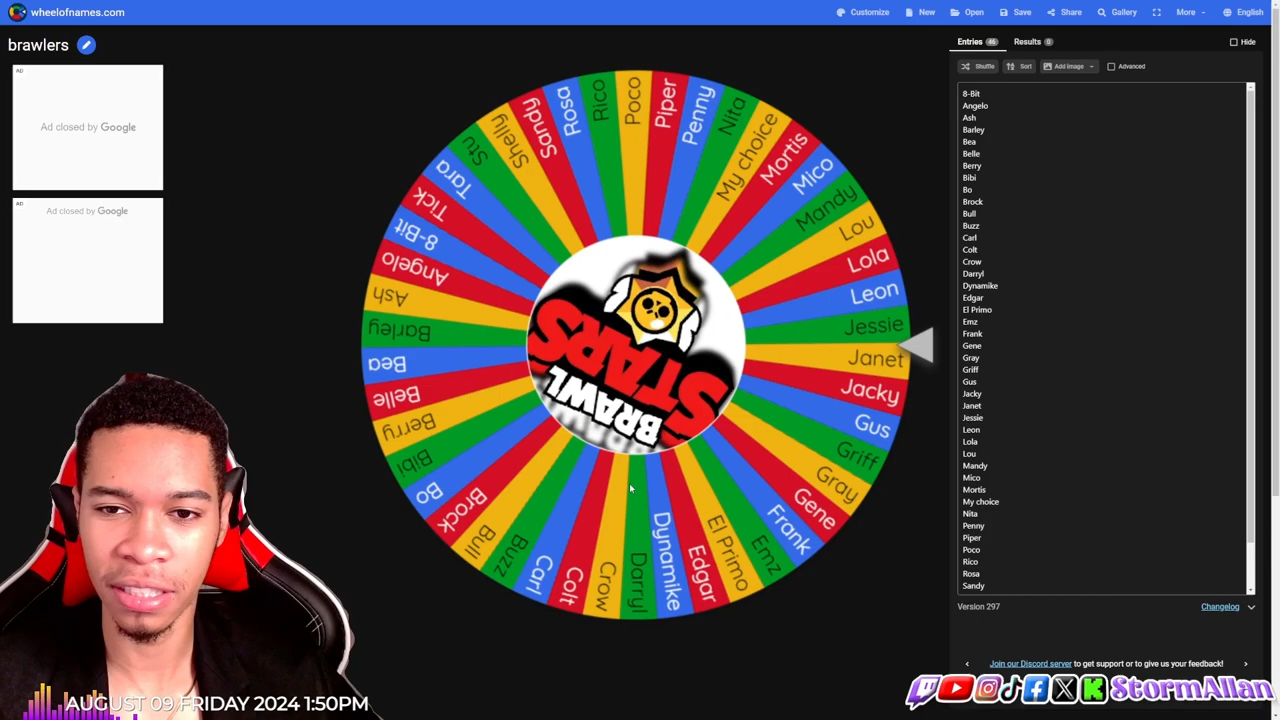 wheelofnames.com
Customize
New
Open
Save
Share
Gallery
More
English
brawlers
AD
Ad closed by Google
AD
Ad closed by Google
Poco
Piper
Penny
Nita
My choice
Mortis
Mico
Mandy
Lou
Lola
Leon
Jessie
Janet
Jacky
Gus
Griff
Gray
Gene
Frank
Emz
El Primo
Edgar
Dynamike
Darryl
Crow
Colt
Carl
Buzz
Bull
Brock
Bo
Bibi
Berry
Belle
Bea
Barley
Ash
Angelo
8-Bit
Tick
Tara
Stu
Shelly
Sandy
Rosa
Rico
BRAWL
STARS
Entries 46
Results 0
Hide
Shuffle
Sort
Add image
Advanced
8-Bit
Angelo
Ash
Barley
Bea
Belle
Berry
Bibi
Bo
Brock
Bull
Buzz
Carl
Colt
Crow
Darryl
Dynamike
Edgar
El Primo
Emz
Frank
Gene
Gray
Griff
Gus
Jacky
Janet
Jessie
Leon
Lola
Lou
Mandy
Mico
Mortis
My choice
Nita
Penny
Piper
Poco
Rico
Rosa
Sandy
Version 297
Changelog
Join our Discord server to get support or to give us your feedback!
AUGUST 09 FRIDAY 2024 1:50PM
StormAllan